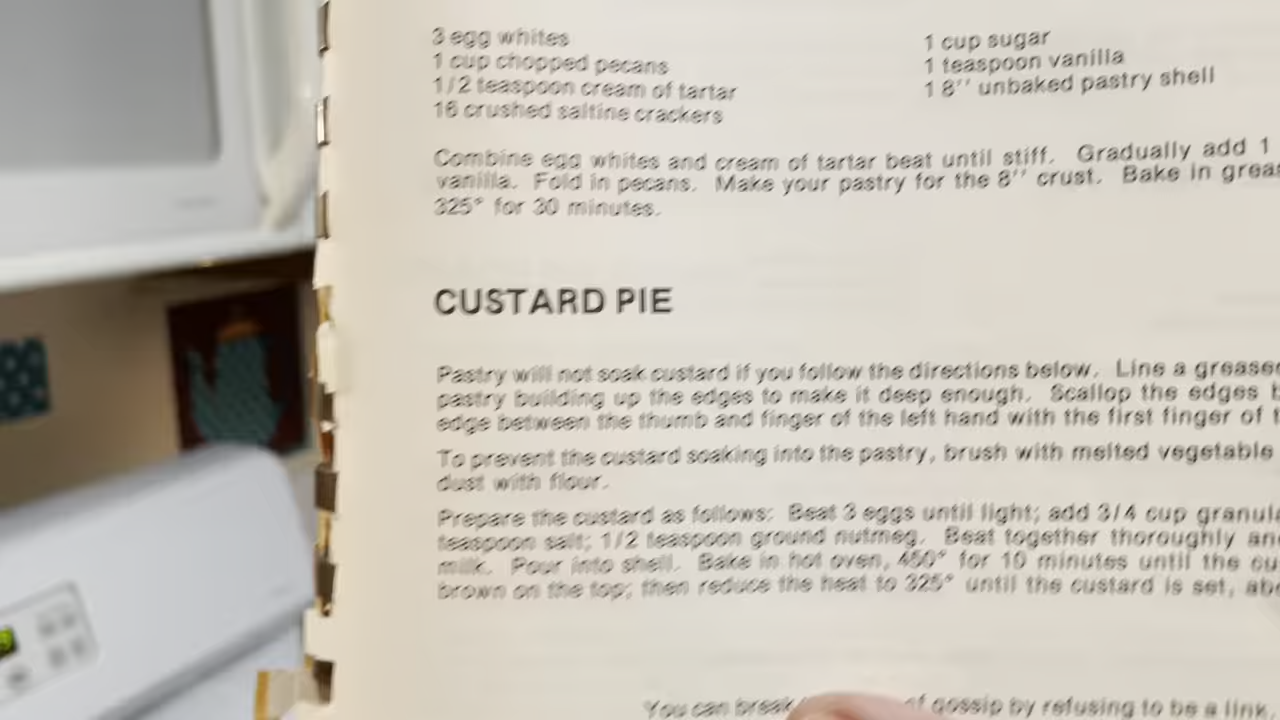 3 egg whites
1 cup chopped pecans
1/2 teaspoon cream of tartar
16 crushed saltine crackers
1 cup sugar
1 teaspoon vanilla
1 8'' unbaked pastry shell
Combine egg whites and cream of tartar beat until stiff. Gradually add 1
vanilla. Fold in pecans. Make your pastry for the 8'' crust. Bake in
325° for 30 minutes.
CUSTARD PIE
Pastry will not soak custard if you follow the directions below. Line a
pastry building up the edges to make it deep enough. Scallop the edges
edge between the thumb and finger of the left hand with the first finger of
To prevent the custard soaking into the pastry, brush with melted vegetable
dust with flour.
Prepare the custard as follows: Beat 3 eggs until light; add 3/4 cup
teaspoon salt; 1/2 teaspoon ground nutmeg. Beat together thoroughly
milk. Pour into shell. Bake in hot oven, 450° for 10 minutes until the
brown on the top; then reduce the heat to 325° until the custard is set,
You can break of gossip by refusing to be a link.